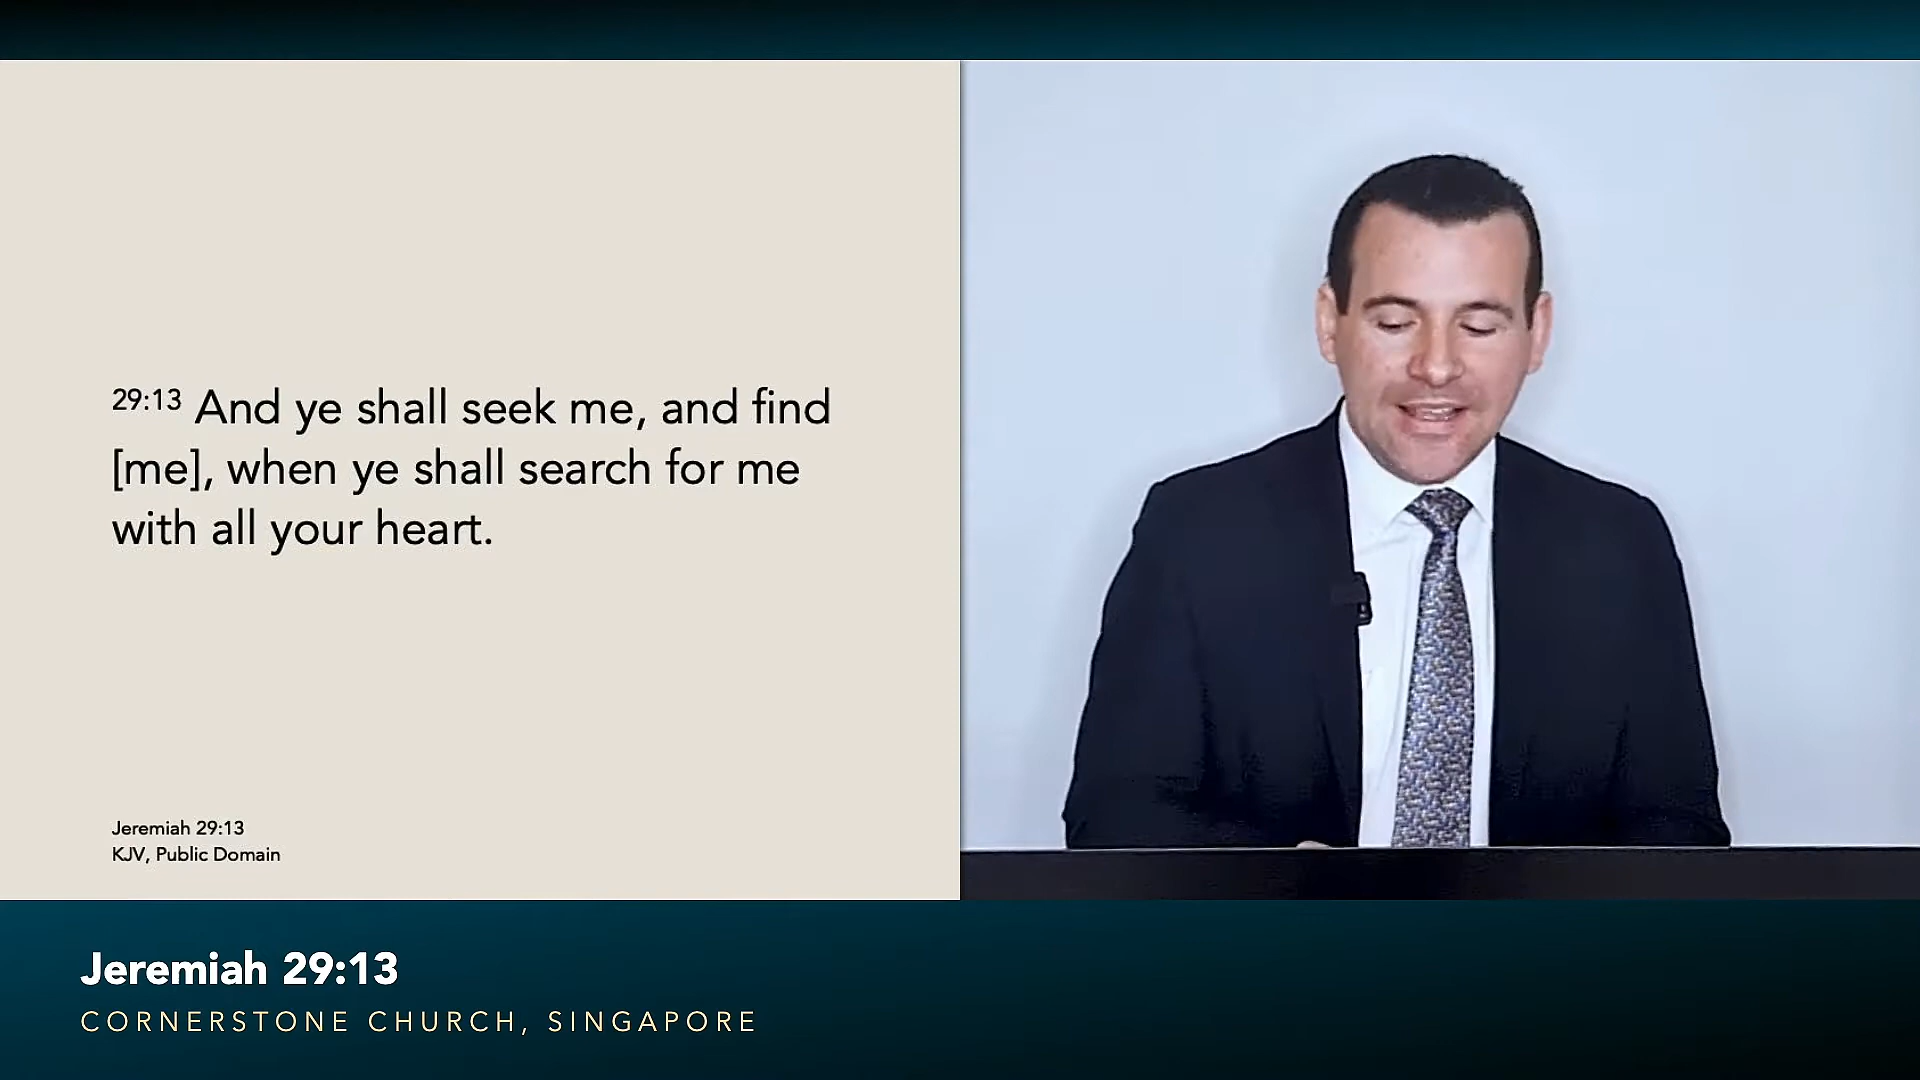 29:13 And ye shall seek me, and find
[me], when ye shall search for me
with all your heart.
Jeremiah 29:13
KJV, Public Domain
Jeremiah 29:13
CORNERSTONE CHURCH, SINGAPORE